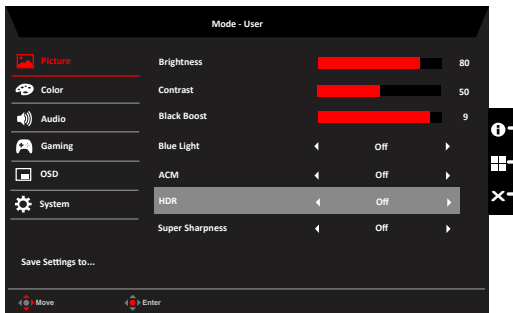 Mode - User
Picture
Brightness 80
Color
Contrast 50
Audio
Black Boost 9
Gaming
Blue Light Off
OSD
ACM Off
System
HDR Off
Super Sharpness Off
Save Settings to...
Move Enter